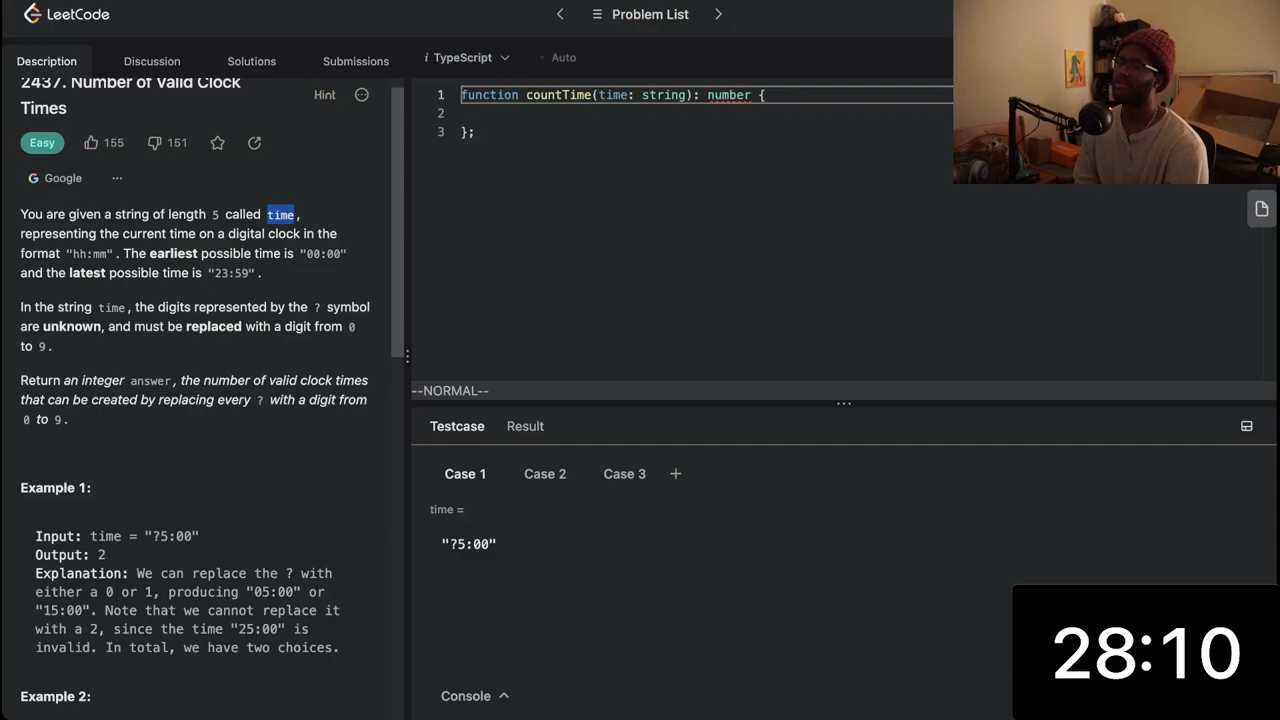 LeetCode
Problem List
Description
Discussion
Solutions
Submissions
i TypeScript
• Auto
2437. Number of Valid Clock
Times
Hint
Easy
155
151
Google
You are given a string of length 5 called time,
representing the current time on a digital clock in the
format "hh:mm". The earliest possible time is "00:00"
and the latest possible time is "23:59".
In the string time, the digits represented by the ? symbol
are unknown, and must be replaced with a digit from 0
to 9.
Return an integer answer, the number of valid clock times
that can be created by replacing every ? with a digit from
0 to 9.
Example 1:
Input: time = "?5:00"
Output: 2
Explanation: We can replace the ? with
either a 0 or 1, producing "05:00" or
"15:00". Note that we cannot replace it
with a 2, since the time "25:00" is
invalid. In total, we have two choices.
Example 2:
1 function countTime(time: string): number {
2
3 };
--NORMAL--
Testcase
Result
Case 1
Case 2
Case 3
+
time =
"?5:00"
Console
28:10